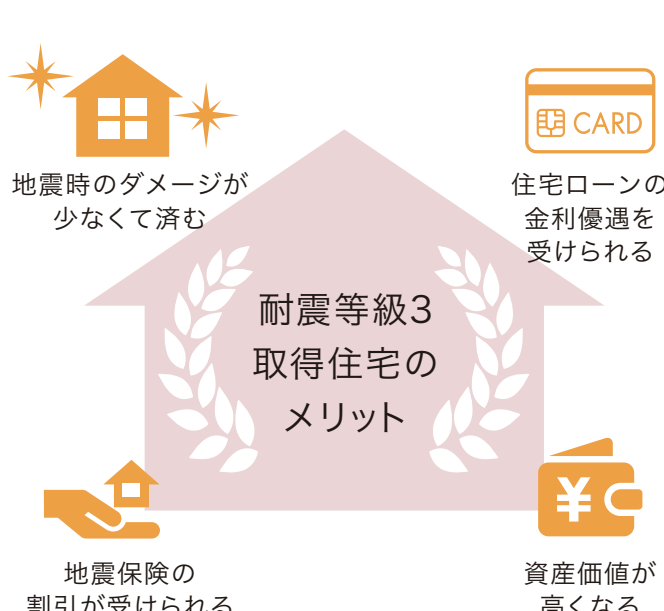 地震時のダメージが
少なくて済む
CARD
住宅ローンの
金利優遇を
受けられる
耐震等級3
取得住宅の
メリット
地震保険の
割引が受けられる
¥
資産価値が
高くなる